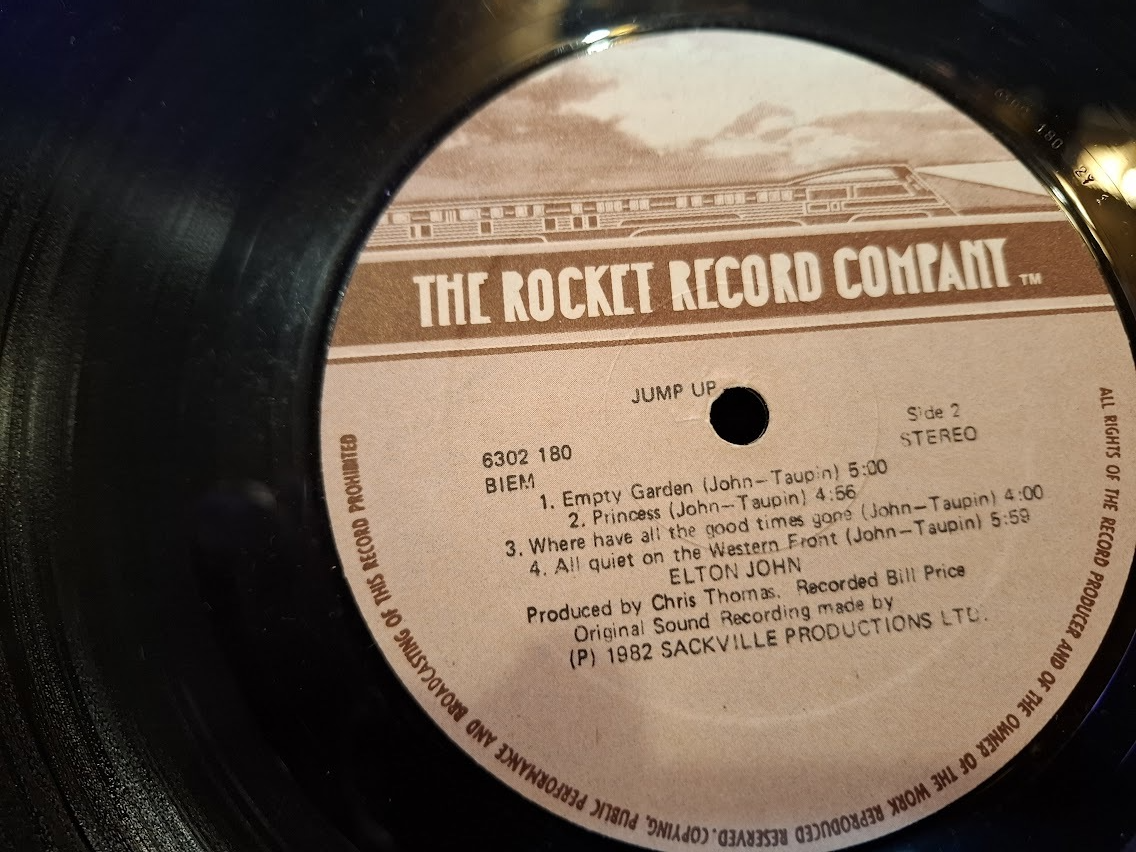 THE ROCKET RECORD COMPANY TM
JUMP UP
Side 2
STEREO
6302 180
BIEM
1. Empty Garden (John-Taupin) 5:00
2. Princess (John-Taupin) 4:56
3. Where have all the good times gone (John-Taupin) 4:00
4. All quiet on the Western Front (John-Taupin) 5:59
ELTON JOHN
Produced by Chris Thomas. Recorded Bill Price
Original Sound Recording made by
(P) 1982 SACKVILLE PRODUCTIONS LTD.
ALL RIGHTS OF THE RECORD PRODUCER AND OF THE OWNER OF THE WORK REPRODUCED RESERVED. COPYING, PUBLIC PERFORMANCE AND BROADCASTING OF THIS RECORD PROHIBITED
180